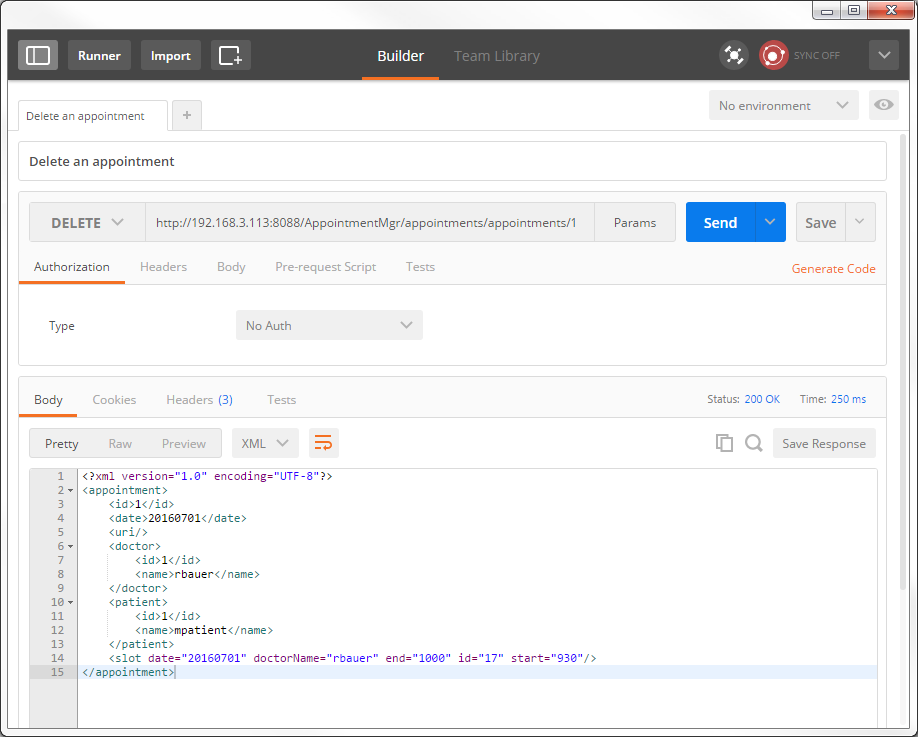 Runner Import Builder Team Library SYNC OFF
Delete an appointment + No environment
Delete an appointment
DELETE http://192.168.3.113:8088/AppointmentMgr/appointments/appointments/1 Params Send Save
Authorization Headers Body Pre-request Script Tests Generate Code
Type No Auth
Body Cookies Headers (3) Tests Status: 200 OK Time: 250 ms
Pretty Raw Preview XML Save Response
1 <?xml version="1.0" encoding="UTF-8"?>
2 <appointment>
3 <id>1</id>
4 <date>20160701</date>
5 <uri/>
6 <doctor>
7 <id>1</id>
8 <name>rbauer</name>
9 </doctor>
10 <patient>
11 <id>1</id>
12 <name>mpatient</name>
13 </patient>
14 <slot date="20160701" doctorName="rbauer" end="1000" id="17" start="930"/>
15 </appointment>